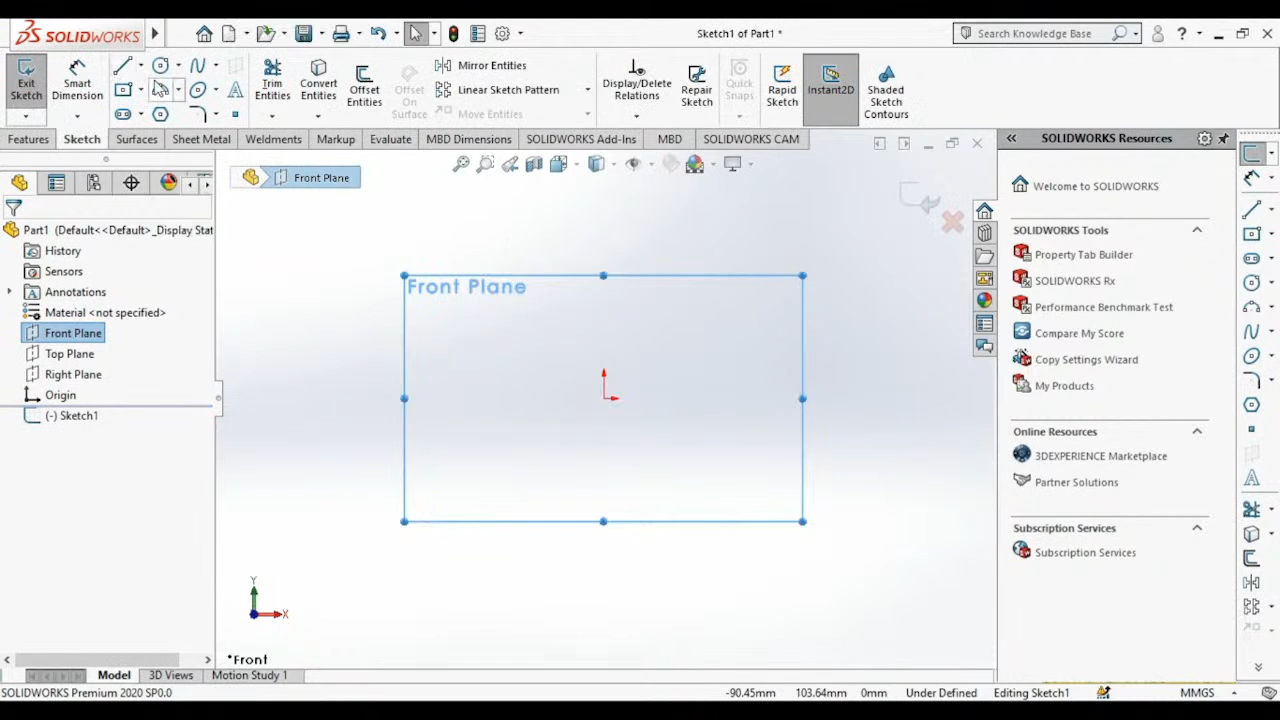 SOLIDWORKS
Sketch1 of Part1 *
Search Knowledge Base
?
Exit Sketch
Smart Dimension
Trim Entities
Convert Entities
Offset Entities
Offset On Surface
Mirror Entities
Linear Sketch Pattern
Move Entities
Display/Delete Relations
Repair Sketch
Quick Snaps
Rapid Sketch
Instant2D
Shaded Sketch Contours
Features
Sketch
Surfaces
Sheet Metal
Weldments
Markup
Evaluate
MBD Dimensions
SOLIDWORKS Add-Ins
MBD
SOLIDWORKS CAM
Part1 (Default<<Default>_Display Stat
History
Sensors
Annotations
Material <not specified>
Front Plane
Top Plane
Right Plane
Origin
(-) Sketch1
Front Plane
Front Plane
Y
X
*Front
SOLIDWORKS Resources
Welcome to SOLIDWORKS
SOLIDWORKS Tools
Property Tab Builder
SOLIDWORKS Rx
Performance Benchmark Test
Compare My Score
Copy Settings Wizard
My Products
Online Resources
3DEXPERIENCE Marketplace
Partner Solutions
Subscription Services
Subscription Services
Model
3D Views
Motion Study 1
SOLIDWORKS Premium 2020 SP0.0
-90.45mm
103.64mm
0mm
Under Defined
Editing Sketch1
MMGS